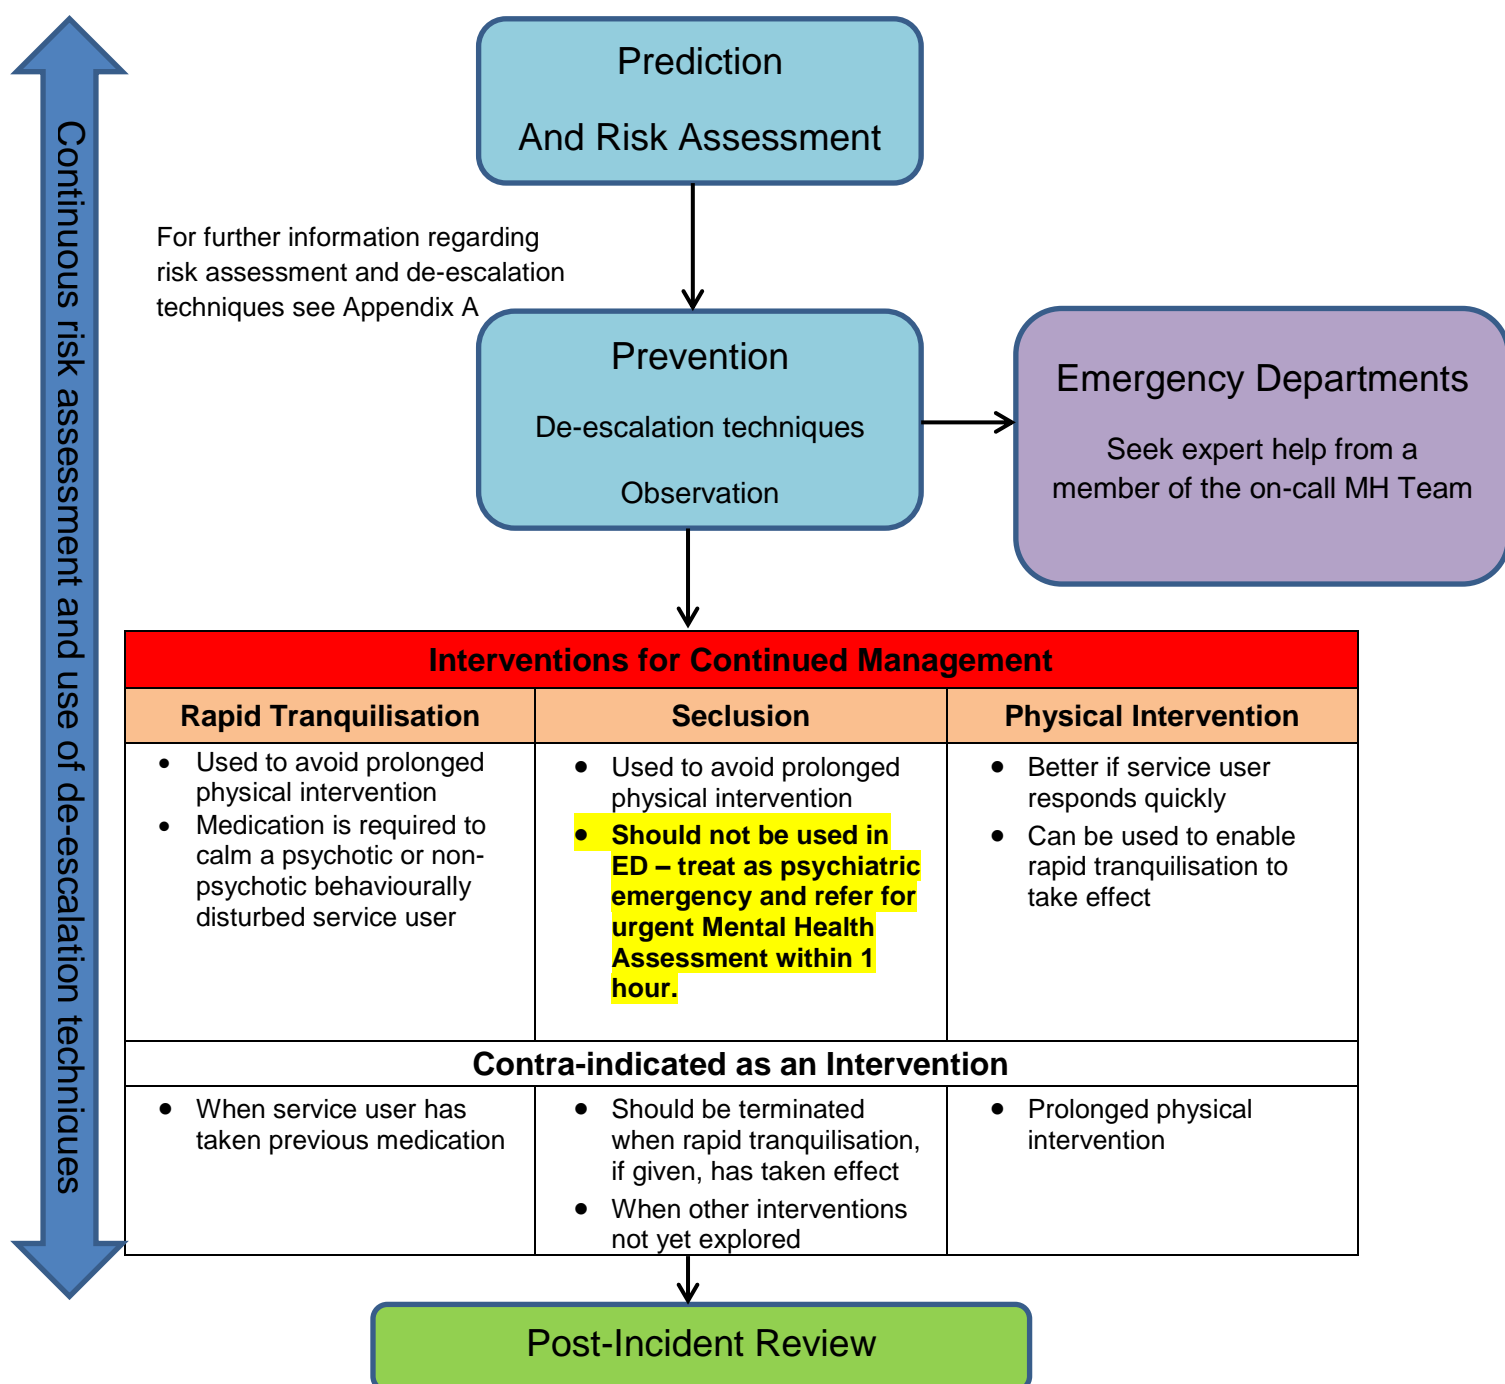 Continuous risk assessment and use of de-escalation techniques
Prediction
And Risk Assessment
For further information regarding
risk assessment and de-escalation
techniques see Appendix A
Prevention
De-escalation techniques
Observation
Emergency Departments
Seek expert help from a
member of the on-call MH Team
Interventions for Continued Management
Rapid Tranquilisation
Seclusion
Physical Intervention
• Used to avoid prolonged
physical intervention
• Medication is required to
calm a psychotic or non-
psychotic behaviourally
disturbed service user
• Used to avoid prolonged
physical intervention
• Should not be used in
ED – treat as psychiatric
emergency and refer for
urgent Mental Health
Assessment within 1
hour.
• Better if service user
responds quickly
• Can be used to enable
rapid tranquilisation to
take effect
Contra-indicated as an Intervention
• When service user has
taken previous medication
• Should be terminated
when rapid tranquilisation,
if given, has taken effect
• When other interventions
not yet explored
• Prolonged physical
intervention
Post-Incident Review